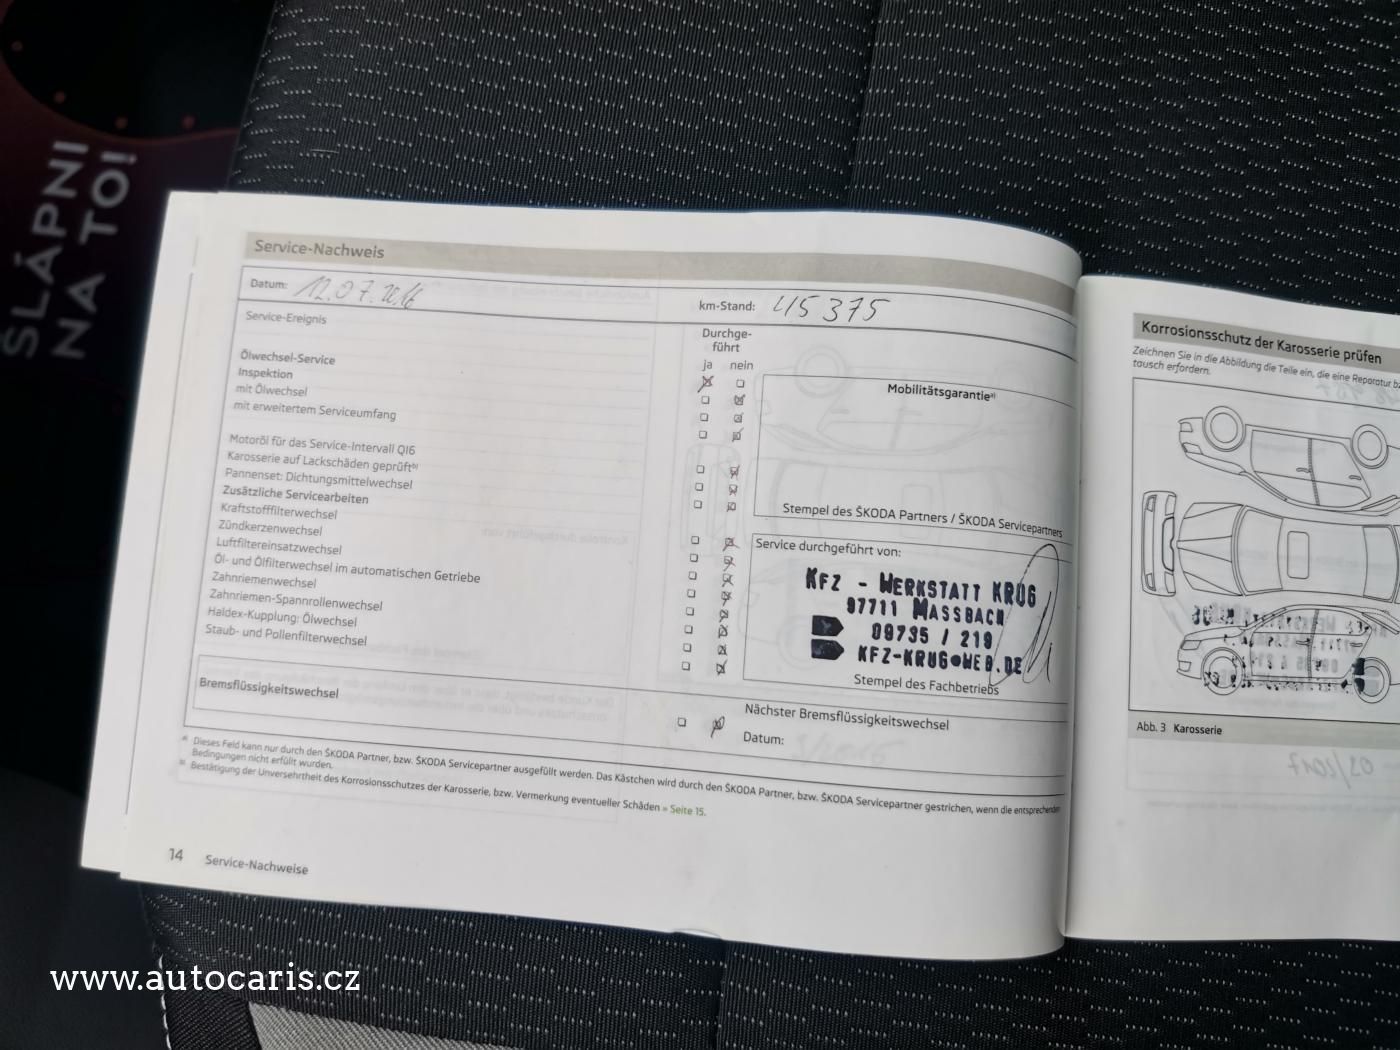 ŠLÁPNI
NA TO!
Service-Nachweis
Datum: 12.07.2016
km-Stand: 45 375
Service-Ereignis
Durchge-
führt
ja nein
Ölwechsel-Service
Inspektion
mit Ölwechsel
mit erweitertem Serviceumfang
Motoröl für das Service-Intervall QI6
Karosserie auf Lackschäden geprüft b)
Pannenset: Dichtungsmittelwechsel
Zusätzliche Servicearbeiten
Kraftstofffilterwechsel
Zündkerzenwechsel
Luftfiltereinsatzwechsel
Öl- und Ölfilterwechsel im automatischen Getriebe
Zahnriemenwechsel
Zahnriemen-Spannrollenwechsel
Haldex-Kupplung: Ölwechsel
Staub- und Pollenfilterwechsel
Bremsflüssigkeitswechsel
Mobilitätsgarantie a)
Stempel des ŠKODA Partners / ŠKODA Servicepartners
Service durchgeführt von:
KFZ - WERKSTATT KRUG
97711 MASSBACH
09735 / 219
KFZ-KRUG@WEB.DE
Stempel des Fachbetriebs
Nächster Bremsflüssigkeitswechsel
Datum:
a) Dieses Feld kann nur durch den ŠKODA Partner, bzw. ŠKODA Servicepartner ausgefüllt werden. Das Kästchen wird durch den ŠKODA Partner, bzw. ŠKODA Servicepartner gestrichen, wenn die entsprechenden
Bedingungen nicht erfüllt wurden.
b) Bestätigung der Unversehrtheit des Korrosionsschutzes der Karosserie, bzw. Vermerkung eventueller Schäden » Seite 15.
14 Service-Nachweise
Korrosionsschutz der Karosserie prüfen
Zeichnen Sie in die Abbildung die Teile ein, die eine Reparatur bz
tausch erfordern.
Abb. 3 Karosserie
www.autocaris.cz